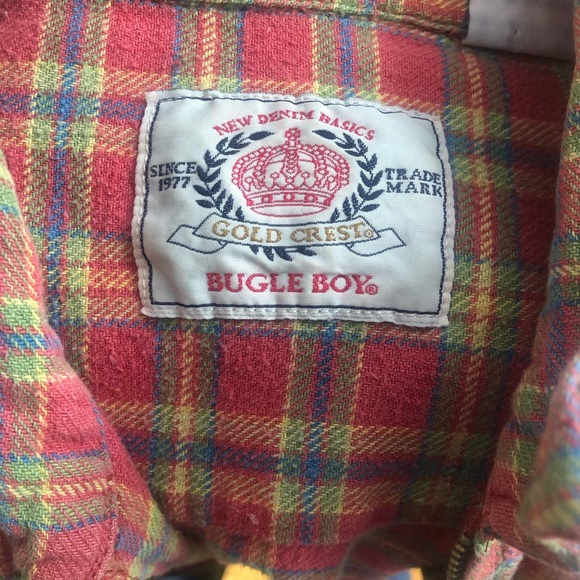 NEW DENIM BASICS
SINCE 1977
TRADE MARK
GOLD CREST®
BUGLE BOY®